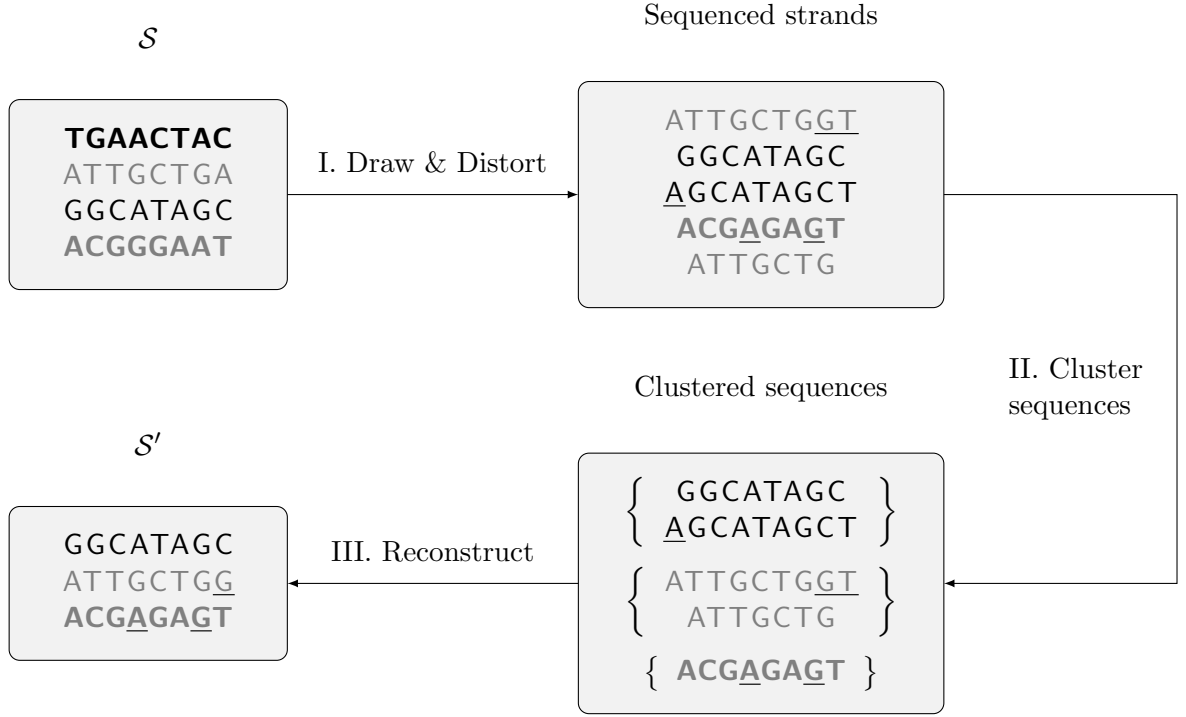 S
TGAACTAC
ATTGCTGA
GGCATAGC
ACGGGAAT
I. Draw & Distort
Sequenced strands
ATTGCTGGT
GGCATAGC
AGCATAGCT
ACGAGAGT
ATTGCTG
II. Cluster
sequences
Clustered sequences
{ GGCATAGC
AGCATAGCT }
{ ATTGCTGGT
ATTGCTG }
{ ACGAGAGT }
III. Reconstruct
S′
GGCATAGC
ATTGCTGG
ACGAGAGT